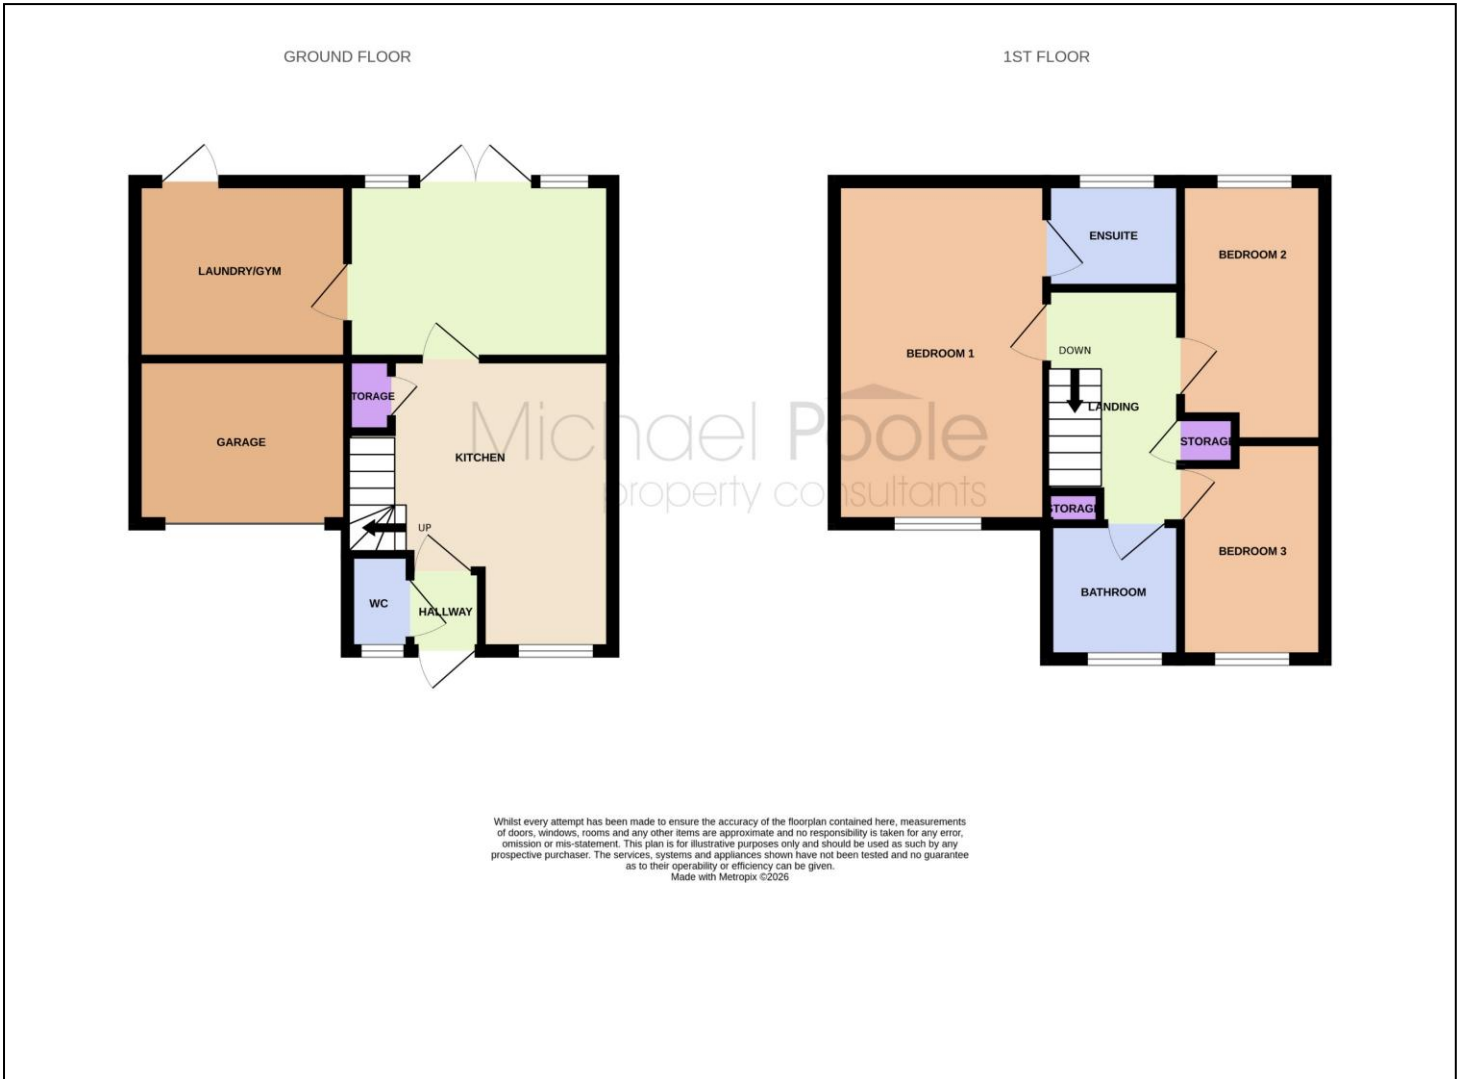 GROUND FLOOR
1ST FLOOR
LAUNDRY/GYM
TORAGE
GARAGE
KITCHEN
UP
WC
HALLWAY
ENSUITE
BEDROOM 2
BEDROOM 1
DOWN
LANDING
STORAGE
STORAGE
BEDROOM 3
BATHROOM
Michael Poole
property consultants
Whilst every attempt has been made to ensure the accuracy of the floorplan contained here, measurements
of doors, windows, rooms and any other items are approximate and no responsibility is taken for any error,
omission or mis-statement. This plan is for illustrative purposes only and should be used as such by any
prospective purchaser. The services, systems and appliances shown have not been tested and no guarantee
as to their operability or efficiency can be given.
Made with Metropix ©2026